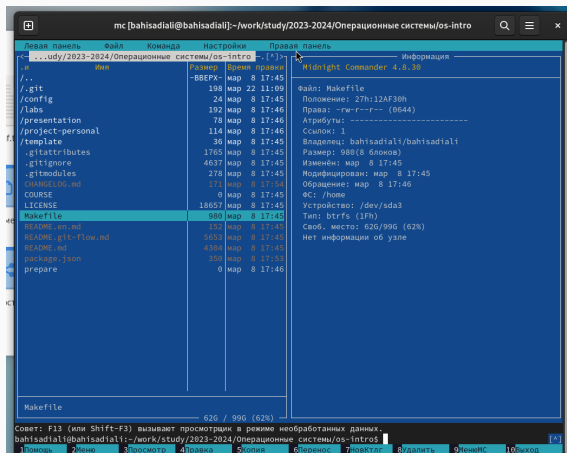 mc [bahisadiali@bahisadiali]:~/work/study/2023-2024/Операционные системы/os-intro
Левая панель Файл Команда Настройки Правая панель
<— ...udy/2023-2024/Операционные системы/os-intro —.[^]>
.и Имя Размер Время правки
/.. -ВВЕРХ- мар 8 17:45
/.git 198 мар 22 11:09
/config 24 мар 8 17:45
/labs 192 мар 8 17:46
/presentation 78 мар 8 17:46
/project-personal 114 мар 8 17:46
/template 36 мар 8 17:45
.gitattributes 1765 мар 8 17:45
.gitignore 4637 мар 8 17:45
.gitmodules 278 мар 8 17:45
CHANGELOG.md 171 мар 8 17:54
COURSE 0 мар 8 17:46
LICENSE 18657 мар 8 17:45
Makefile 980 мар 8 17:45
README.en.md 152 мар 8 17:45
README.git-flow.md 5653 мар 8 17:45
README.md 4304 мар 8 17:45
package.json 350 мар 8 17:53
prepare 0 мар 8 17:46
Makefile
62G / 99G (62%)
Информация
Midnight Commander 4.8.30
Файл: Makefile
Положение: 27h:12AF30h
Права: -rw-r--r-- (0644)
Атрибуты: ------------------------
Ссылок: 1
Владелец: bahisadiali/bahisadiali
Размер: 980(8 блоков)
Изменён: мар 8 17:45
Модифицирован: мар 8 17:45
Обращение: мар 8 17:46
ФС: /home
Устройство: /dev/sda3
Тип: btrfs (1Fh)
Своб. место: 62G/99G (62%)
Нет информации об узле
Совет: F13 (или Shift-F3) вызывают просмотрщик в режиме необработанных данных.
bahisadiali@bahisadiali:~/work/study/2023-2024/Операционные системы/os-intro$ [^]
1Помощь 2Меню 3Просмотр 4Правка 5Копия 6Перенос 7НовКтлг 8Удалить 9МенюMC 10Выход